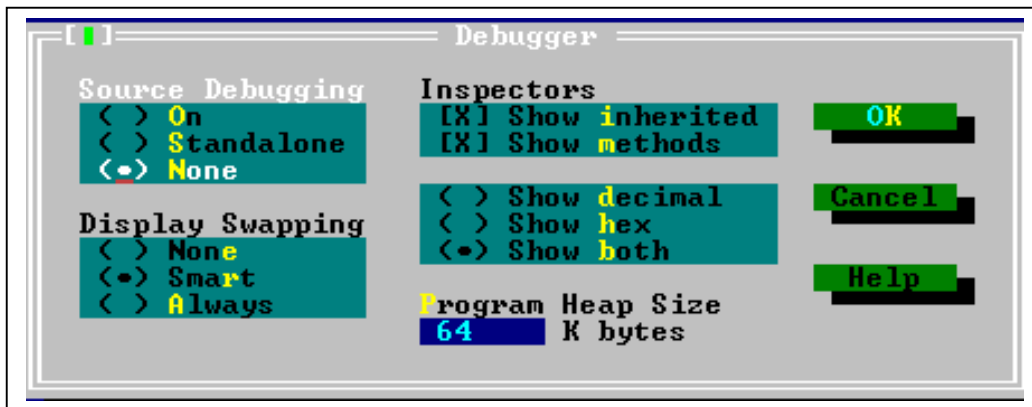 [▮] Debugger
Source Debugging
( ) On
( ) Standalone
(•) None
Display Swapping
( ) None
(•) Smart
( ) Always
Inspectors
[X] Show inherited
[X] Show methods
( ) Show decimal
( ) Show hex
(•) Show both
Program Heap Size
64 K bytes
OK
Cancel
Help